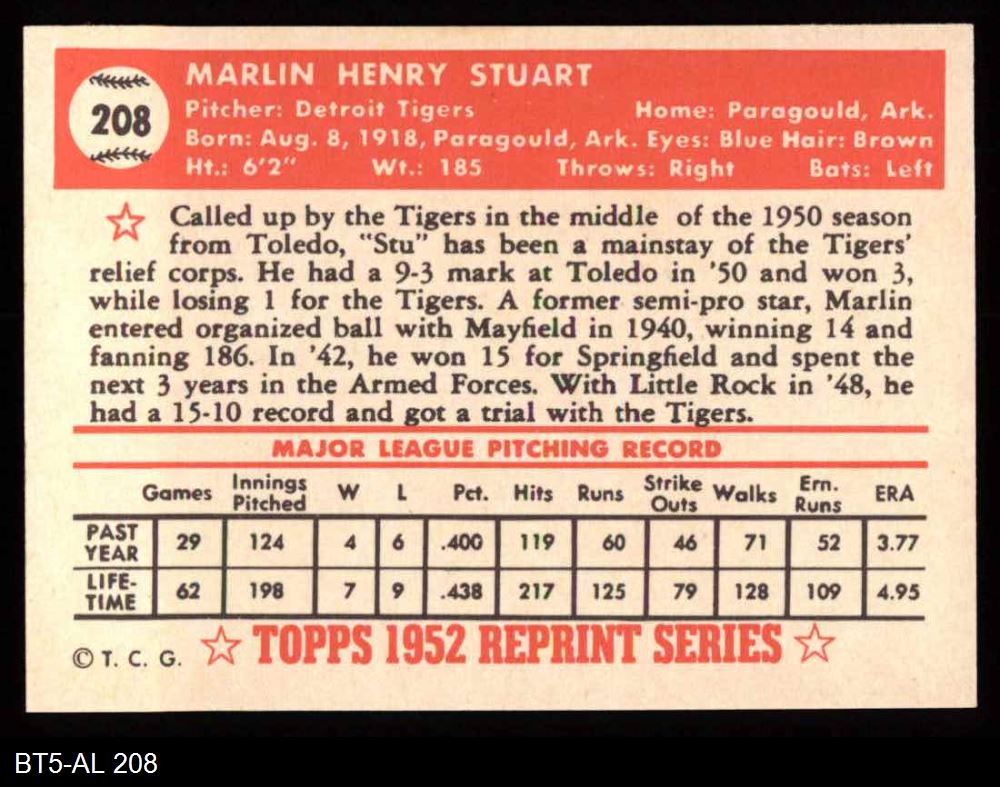 208
MARLIN HENRY STUART
Pitcher: Detroit Tigers Home: Paragould, Ark.
Born: Aug. 8, 1918, Paragould, Ark. Eyes: Blue Hair: Brown
Ht.: 6'2" Wt.: 185 Throws: Right Bats: Left
Called up by the Tigers in the middle of the 1950 season
from Toledo, "Stu" has been a mainstay of the Tigers'
relief corps. He had a 9-3 mark at Toledo in '50 and won 3,
while losing 1 for the Tigers. A former semi-pro star, Marlin
entered organized ball with Mayfield in 1940, winning 14 and
fanning 186. In '42, he won 15 for Springfield and spent the
next 3 years in the Armed Forces. With Little Rock in '48, he
had a 15-10 record and got a trial with the Tigers.
MAJOR LEAGUE PITCHING RECORD
Games Innings Pitched W L Pct. Hits Runs Strike Outs Walks Ern. Runs ERA
PAST YEAR 29 124 4 6 .400 119 60 46 71 52 3.77
LIFE-TIME 62 198 7 9 .438 217 125 79 128 109 4.95
© T. C. G. TOPPS 1952 REPRINT SERIES
BT5-AL 208